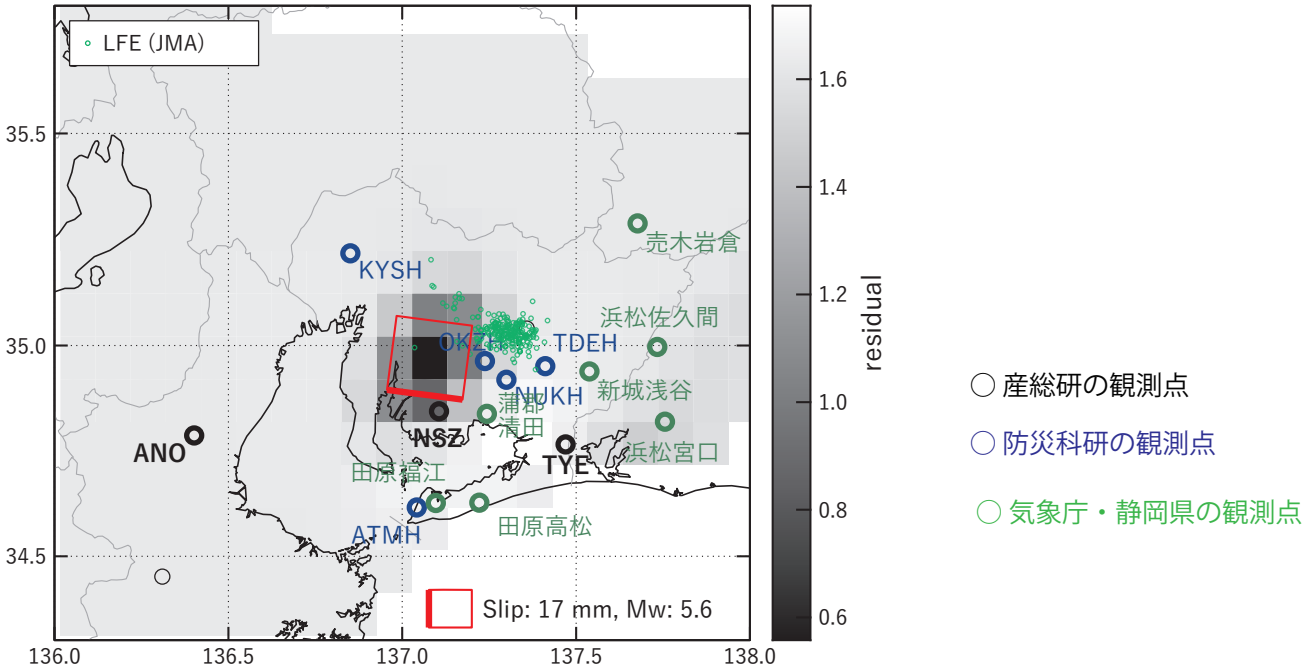 LFE (JMA)
35.5
35.0
34.5
136.0
136.5
137.0
137.5
138.0
売木岩倉
KYSH
浜松佐久間
OKZH
TDEH
新城浅谷
NUKH
蒲郡
清田
NSZ
ANO
浜松宮口
TYE
田原福江
ATMH
田原高松
Slip: 17 mm, Mw: 5.6
1.6
1.4
1.2
1.0
0.8
0.6
residual
産総研の観測点
防災科研の観測点
気象庁・静岡県の観測点